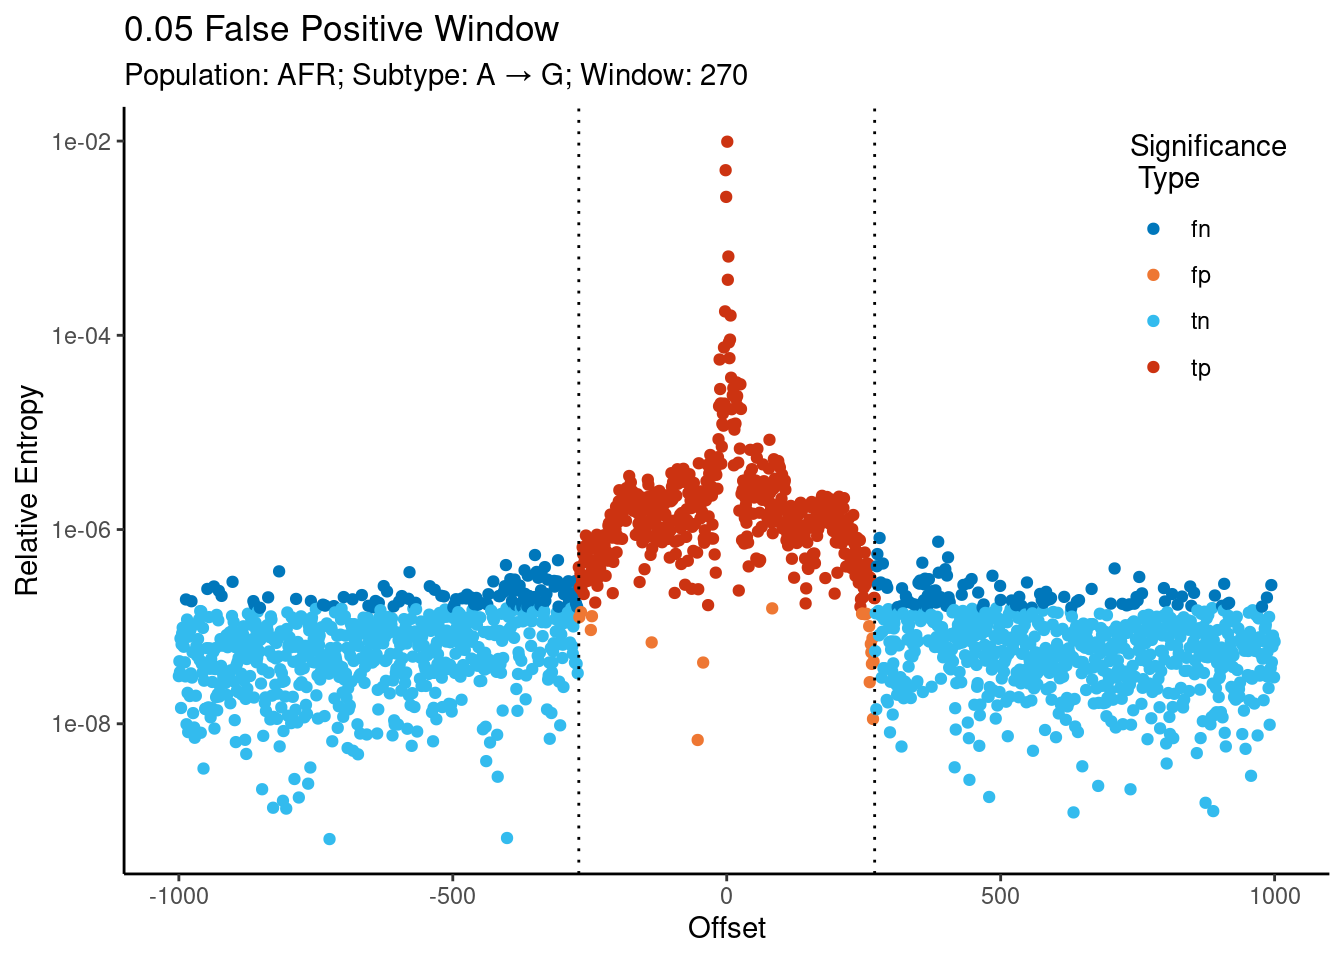 0.05 False Positive Window
Population: AFR; Subtype: A → G; Window: 270
1e-02
1e-04
1e-06
1e-08
Relative Entropy
-1000
-500
0
500
1000
Offset
Significance
Type
fn
fp
tn
tp